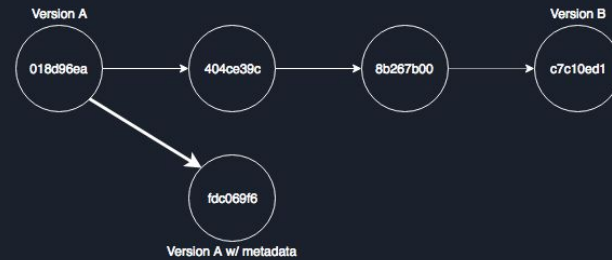 Version A
Version B
018d96ea
404ce39c
8b267b00
c7c10ed1
fdc069f6
Version A w/ metadata